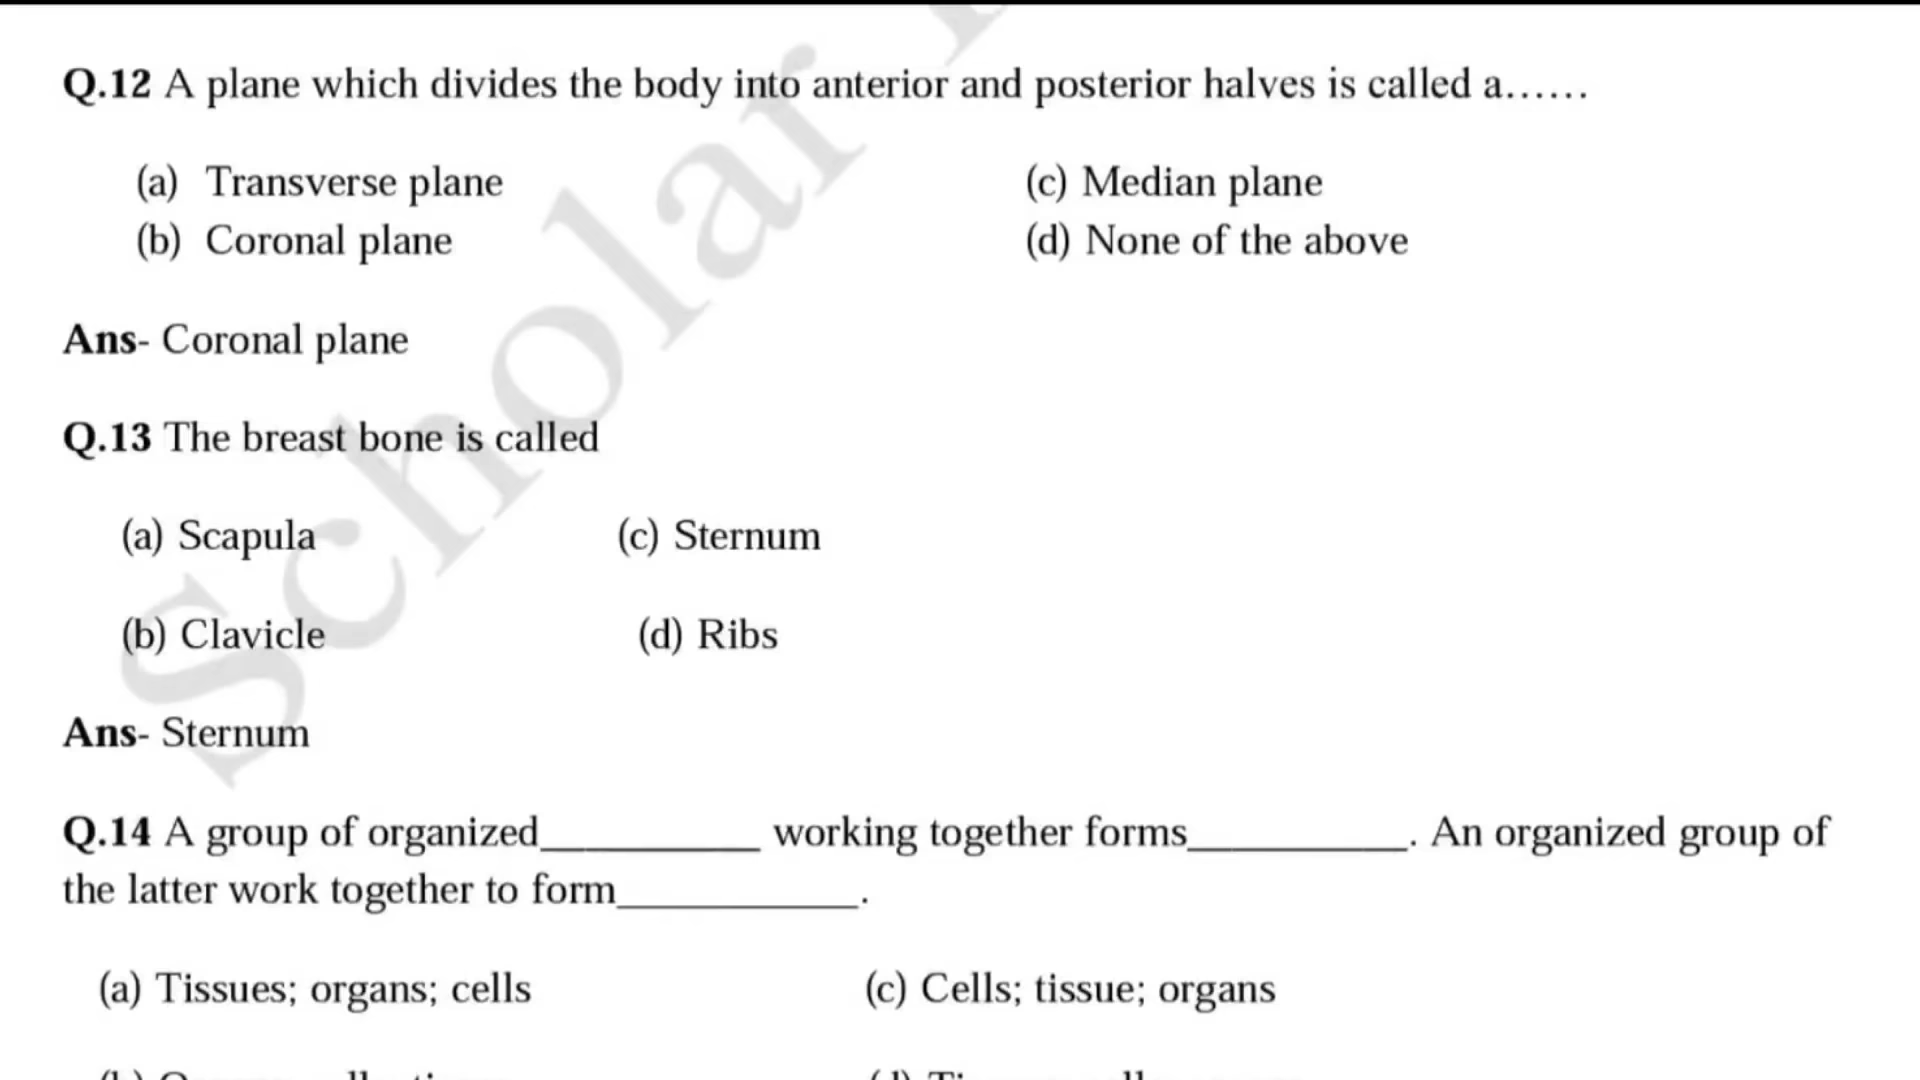 Q.12 A plane which divides the body into anterior and posterior halves is called a......
(a) Transverse plane (c) Median plane
(b) Coronal plane (d) None of the above
Ans- Coronal plane
Q.13 The breast bone is called
(a) Scapula (c) Sternum
(b) Clavicle (d) Ribs
Ans- Sternum
Q.14 A group of organized__________ working together forms__________. An organized group of
the latter work together to form___________.
(a) Tissues; organs; cells (c) Cells; tissue; organs
Scholar